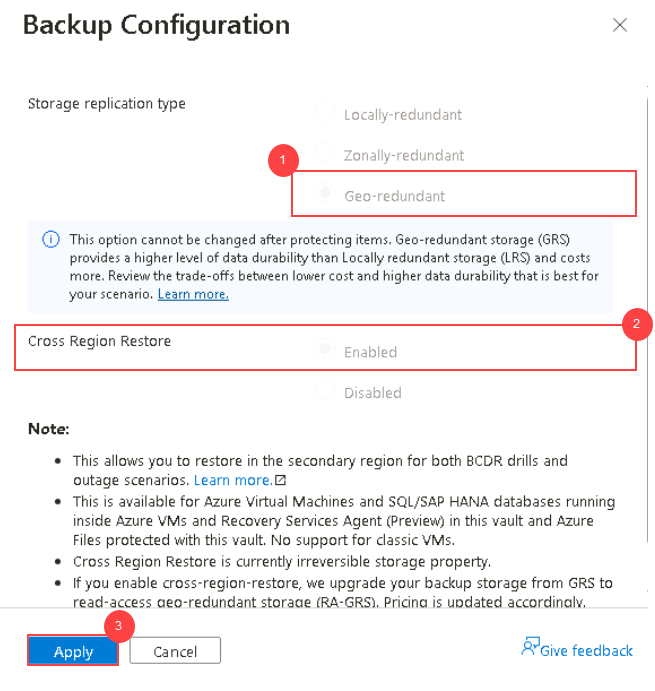 Backup Configuration
Storage replication type
Locally-redundant
Zonally-redundant
1
Geo-redundant
This option cannot be changed after protecting items. Geo-redundant storage (GRS)
provides a higher level of data durability than Locally redundant storage (LRS) and costs
more. Review the trade-offs between lower cost and higher data durability that is best for
your scenario. Learn more.
2
Cross Region Restore
Enabled
Disabled
Note:
• This allows you to restore in the secondary region for both BCDR drills and
outage scenarios. Learn more.
• This is available for Azure Virtual Machines and SQL/SAP HANA databases running
inside Azure VMs and Recovery Services Agent (Preview) in this vault and Azure
Files protected with this vault. No support for classic VMs.
• Cross Region Restore is currently irreversible storage property.
• If you enable cross-region-restore, we upgrade your backup storage from GRS to
read-access geo-redundant storage (RA-GRS). Pricing is updated accordingly.
3
Apply
Cancel
Give feedback